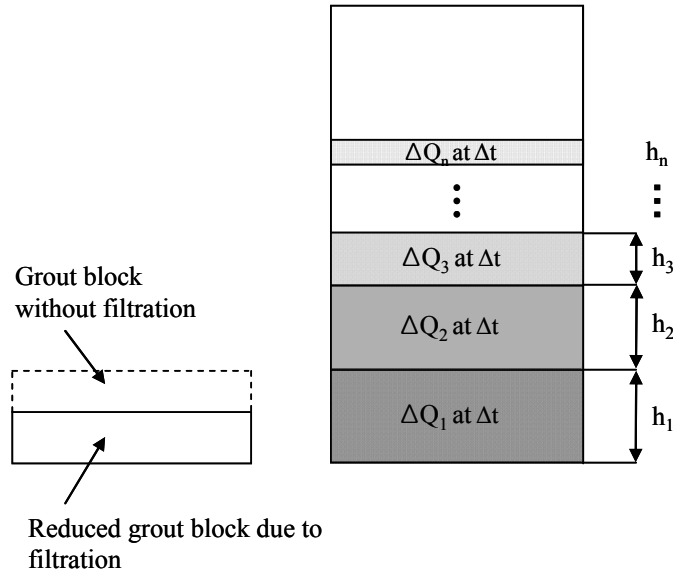 ΔQₙ at Δt
hₙ
ΔQ₃ at Δt
h₃
Grout block
without filtration
ΔQ₂ at Δt
h₂
ΔQ₁ at Δt
h₁
Reduced grout block due to
filtration